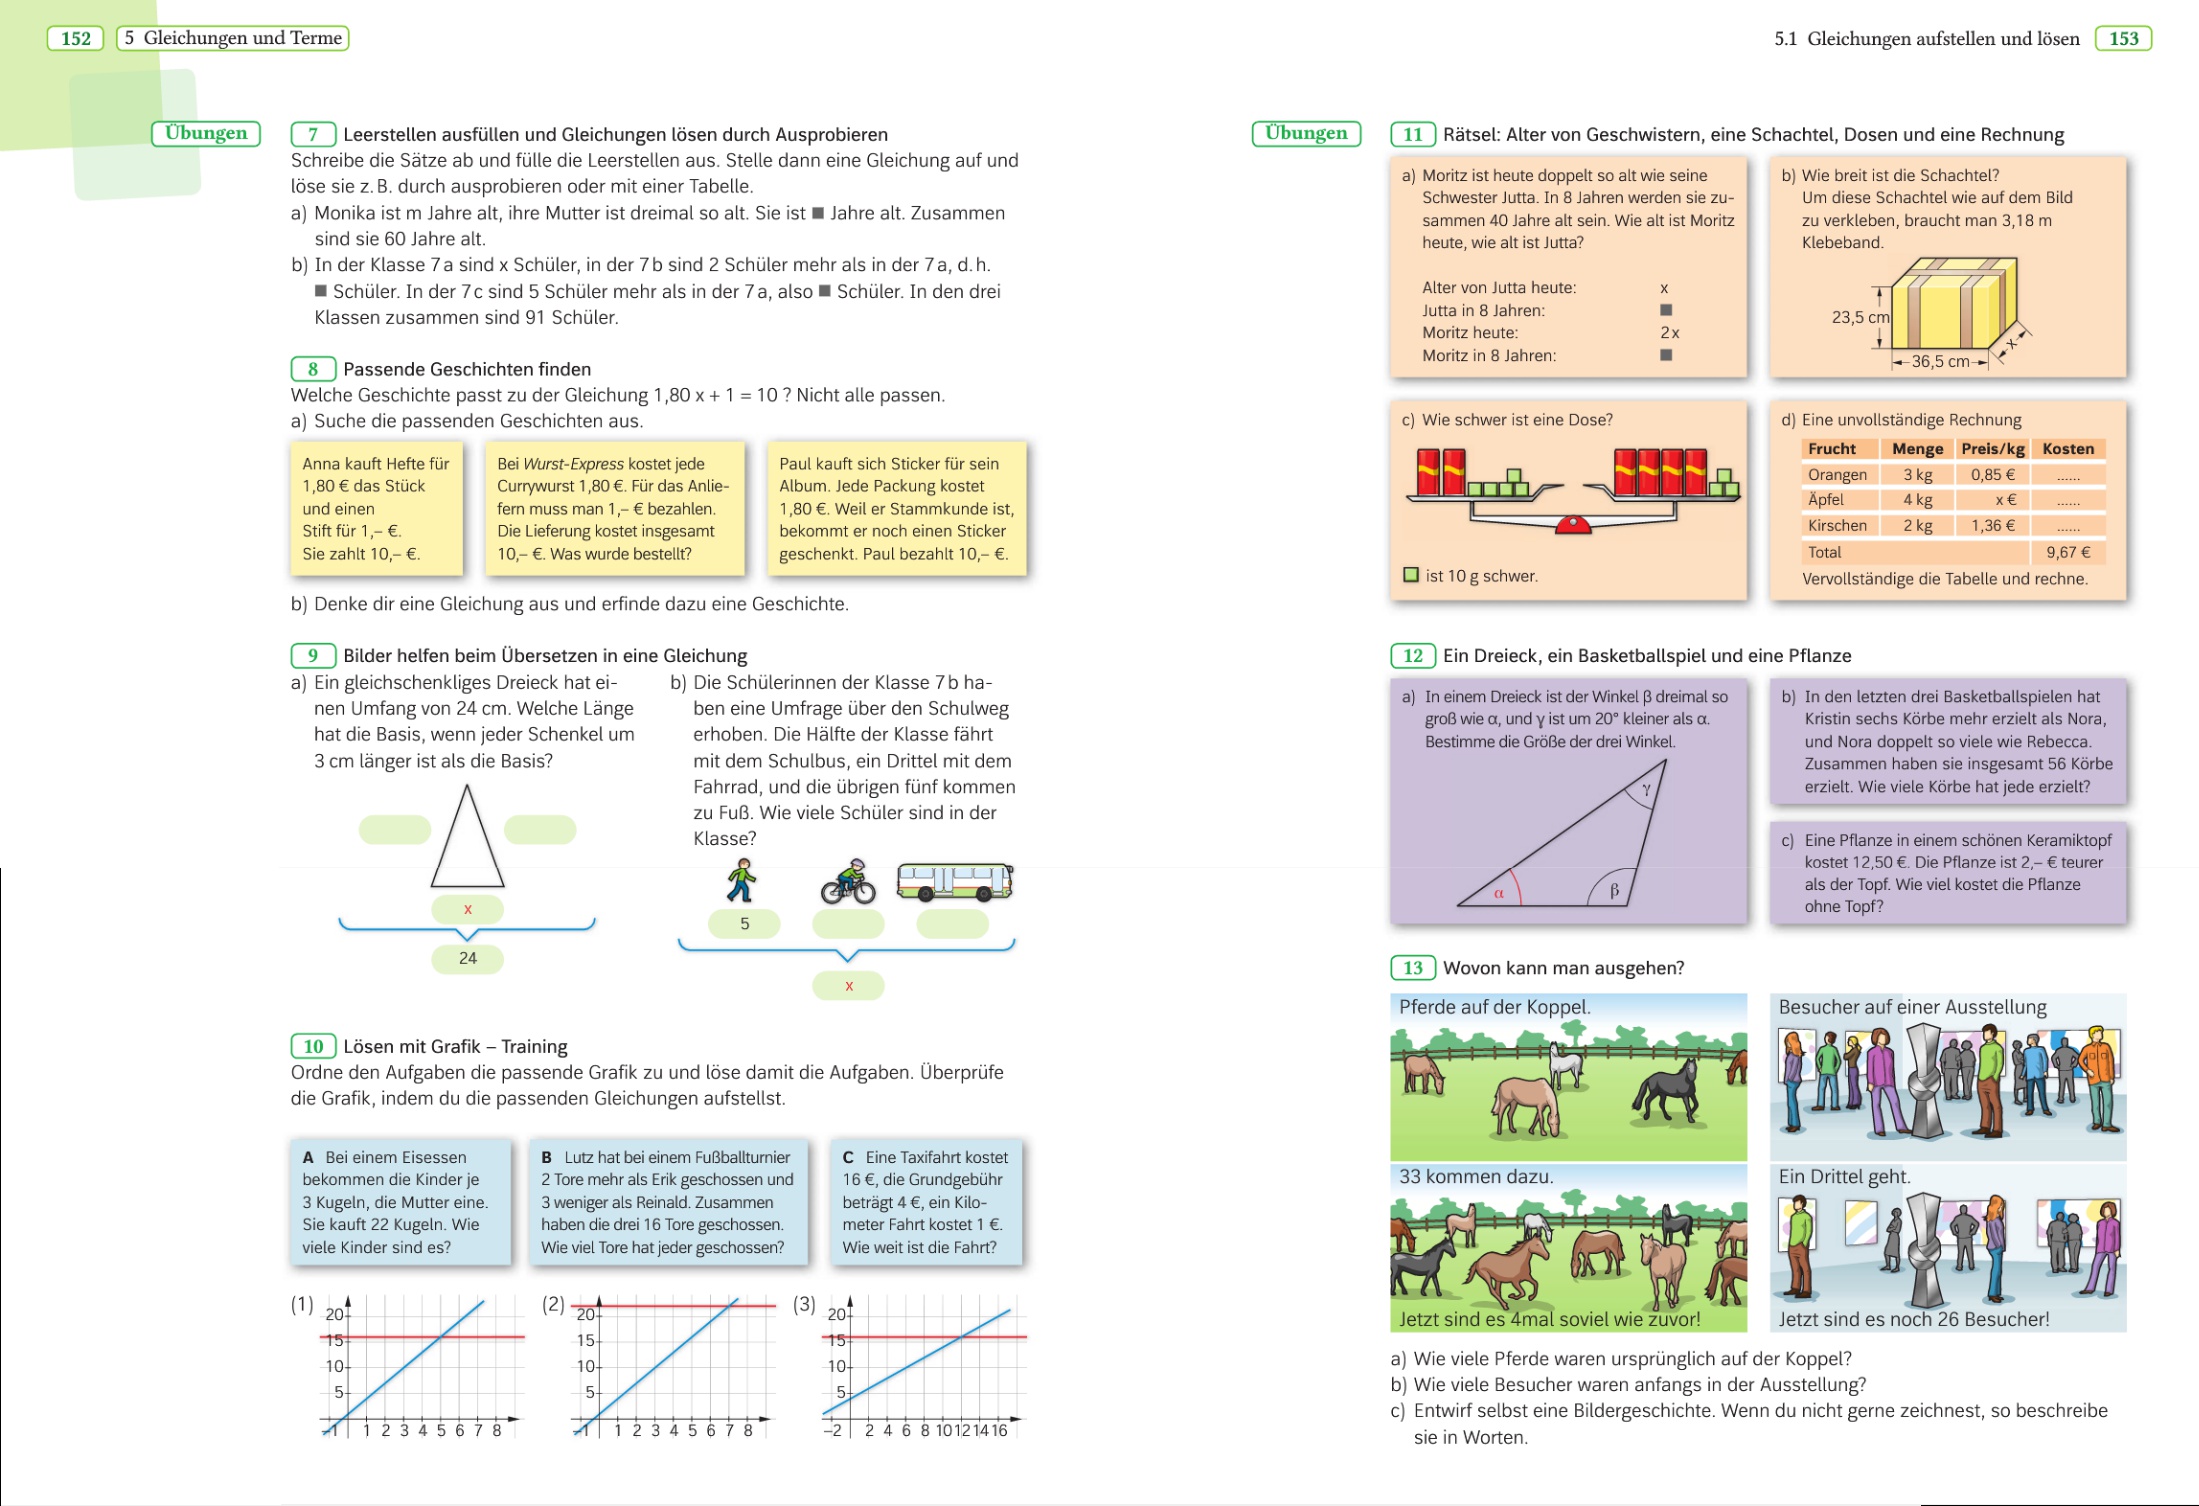 152 5 Gleichungen und Terme
Übungen
7 Leerstellen ausfüllen und Gleichungen lösen durch Ausprobieren
Schreibe die Sätze ab und fülle die Leerstellen aus. Stelle dann eine Gleichung auf und
löse sie z. B. durch ausprobieren oder mit einer Tabelle.
a) Monika ist m Jahre alt, ihre Mutter ist dreimal so alt. Sie ist ■ Jahre alt. Zusammen
sind sie 60 Jahre alt.
b) In der Klasse 7 a sind x Schüler, in der 7 b sind 2 Schüler mehr als in der 7 a, d. h.
■ Schüler. In der 7 c sind 5 Schüler mehr als in der 7 a, also ■ Schüler. In den drei
Klassen zusammen sind 91 Schüler.
8 Passende Geschichten finden
Welche Geschichte passt zu der Gleichung 1,80 x + 1 = 10 ? Nicht alle passen.
a) Suche die passenden Geschichten aus.
Anna kauft Hefte für
1,80 € das Stück
und einen
Stift für 1,– €.
Sie zahlt 10,– €.
Bei Wurst-Express kostet jede
Currywurst 1,80 €. Für das Anlie-
fern muss man 1,– € bezahlen.
Die Lieferung kostet insgesamt
10,– €. Was wurde bestellt?
Paul kauft sich Sticker für sein
Album. Jede Packung kostet
1,80 €. Weil er Stammkunde ist,
bekommt er noch einen Sticker
geschenkt. Paul bezahlt 10,– €.
b) Denke dir eine Gleichung aus und erfinde dazu eine Geschichte.
9 Bilder helfen beim Übersetzen in eine Gleichung
a) Ein gleichschenkliges Dreieck hat ei-
nen Umfang von 24 cm. Welche Länge
hat die Basis, wenn jeder Schenkel um
3 cm länger ist als die Basis?
x
24
b) Die Schülerinnen der Klasse 7 b ha-
ben eine Umfrage über den Schulweg
erhoben. Die Hälfte der Klasse fährt
mit dem Schulbus, ein Drittel mit dem
Fahrrad, und die übrigen fünf kommen
zu Fuß. Wie viele Schüler sind in der
Klasse?
5
x
10 Lösen mit Grafik – Training
Ordne den Aufgaben die passende Grafik zu und löse damit die Aufgaben. Überprüfe
die Grafik, indem du die passenden Gleichungen aufstellst.
A Bei einem Eisessen
bekommen die Kinder je
3 Kugeln, die Mutter eine.
Sie kauft 22 Kugeln. Wie
viele Kinder sind es?
B Lutz hat bei einem Fußballturnier
2 Tore mehr als Erik geschossen und
3 weniger als Reinald. Zusammen
haben die drei 16 Tore geschossen.
Wie viel Tore hat jeder geschossen?
C Eine Taxifahrt kostet
16 €, die Grundgebühr
beträgt 4 €, ein Kilo-
meter Fahrt kostet 1 €.
Wie weit ist die Fahrt?
(1)
20
15
10
5
–1 1 2 3 4 5 6 7 8
(2)
20
15
10
5
–1 1 2 3 4 5 6 7 8
(3)
20
15
10
5
–2 2 4 6 8 10 12 14 16
5.1 Gleichungen aufstellen und lösen 153
Übungen
11 Rätsel: Alter von Geschwistern, eine Schachtel, Dosen und eine Rechnung
a) Moritz ist heute doppelt so alt wie seine
Schwester Jutta. In 8 Jahren werden sie zu-
sammen 40 Jahre alt sein. Wie alt ist Moritz
heute, wie alt ist Jutta?
Alter von Jutta heute: x
Jutta in 8 Jahren: ■
Moritz heute: 2 x
Moritz in 8 Jahren: ■
b) Wie breit ist die Schachtel?
Um diese Schachtel wie auf dem Bild
zu verkleben, braucht man 3,18 m
Klebeband.
23,5 cm
x
36,5 cm
c) Wie schwer ist eine Dose?
ist 10 g schwer.
d) Eine unvollständige Rechnung
Frucht Menge Preis/kg Kosten
Orangen 3 kg 0,85 € ......
Äpfel 4 kg x € ......
Kirschen 2 kg 1,36 € ......
Total 9,67 €
Vervollständige die Tabelle und rechne.
12 Ein Dreieck, ein Basketballspiel und eine Pflanze
a) In einem Dreieck ist der Winkel β dreimal so
groß wie α, und γ ist um 20° kleiner als α.
Bestimme die Größe der drei Winkel.
γ
α
β
b) In den letzten drei Basketballspielen hat
Kristin sechs Körbe mehr erzielt als Nora,
und Nora doppelt so viele wie Rebecca.
Zusammen haben sie insgesamt 56 Körbe
erzielt. Wie viele Körbe hat jede erzielt?
c) Eine Pflanze in einem schönen Keramiktopf
kostet 12,50 €. Die Pflanze ist 2,– € teurer
als der Topf. Wie viel kostet die Pflanze
ohne Topf?
13 Wovon kann man ausgehen?
Pferde auf der Koppel.
33 kommen dazu.
Jetzt sind es 4mal soviel wie zuvor!
Besucher auf einer Ausstellung
Ein Drittel geht.
Jetzt sind es noch 26 Besucher!
a) Wie viele Pferde waren ursprünglich auf der Koppel?
b) Wie viele Besucher waren anfangs in der Ausstellung?
c) Entwirf selbst eine Bildergeschichte. Wenn du nicht gerne zeichnest, so beschreibe
sie in Worten.